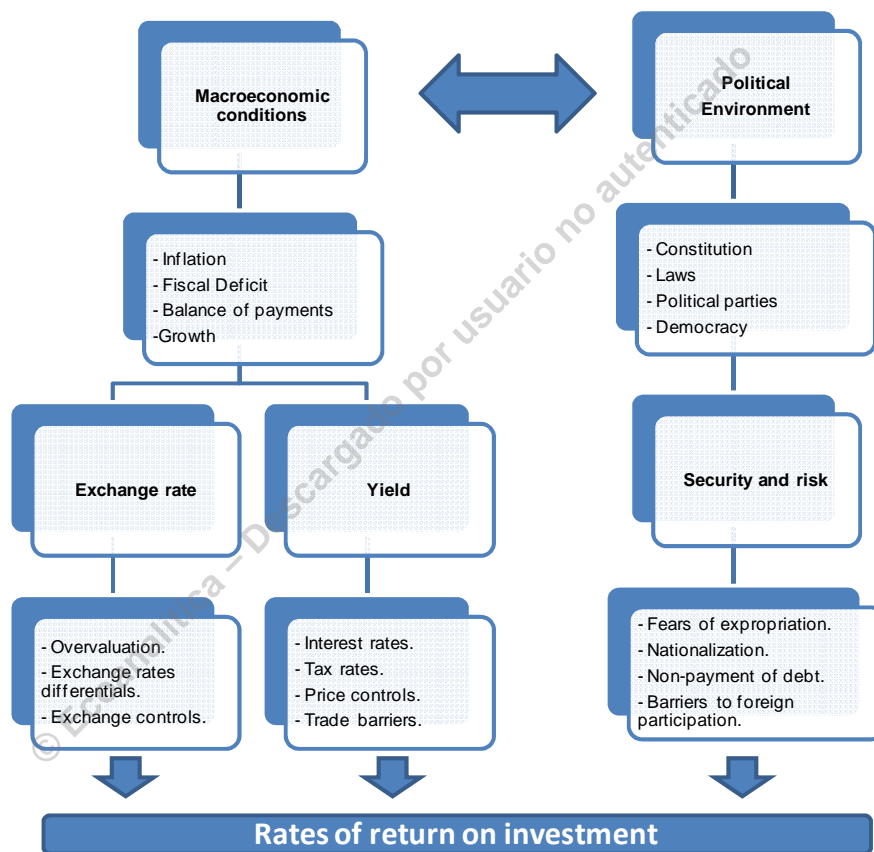 Macroeconomic
conditions
Political
Environment
- Inflation
- Fiscal Deficit
- Balance of payments
-Growth
- Constitution
- Laws
- Political parties
- Democracy
Exchange rate
Yield
Security and risk
- Overvaluation.
- Exchange rates
differentials.
- Exchange controls.
- Interest rates.
- Tax rates.
- Price controls.
- Trade barriers.
- Fears of expropriation.
- Nationalization.
- Non-payment of debt.
- Barriers to foreign
participation.
Rates of return on investment
© Ecoanalitica – Descargado por usuario no autenticado